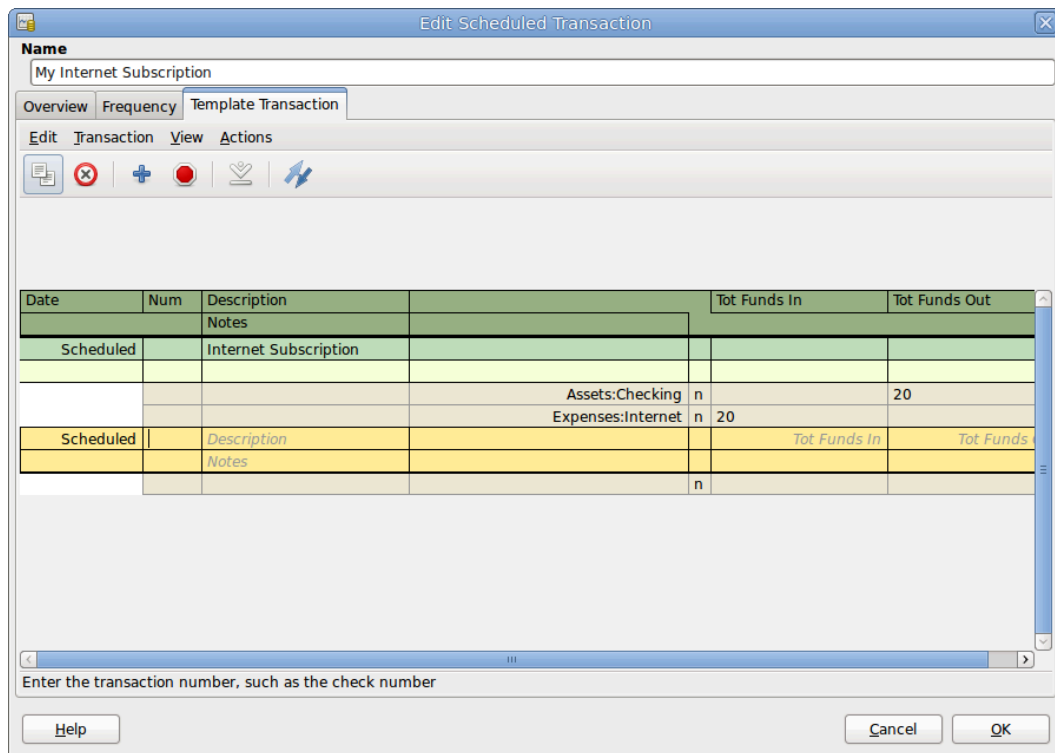 Edit Scheduled Transaction
Name
My Internet Subscription
Overview Frequency Template Transaction
Edit Transaction View Actions
Date Num Description Tot Funds In Tot Funds Out
Notes
Scheduled Internet Subscription
Assets:Checking n 20
Expenses:Internet n 20
Scheduled Description Tot Funds In Tot Funds
Notes
n
Enter the transaction number, such as the check number
Help Cancel OK